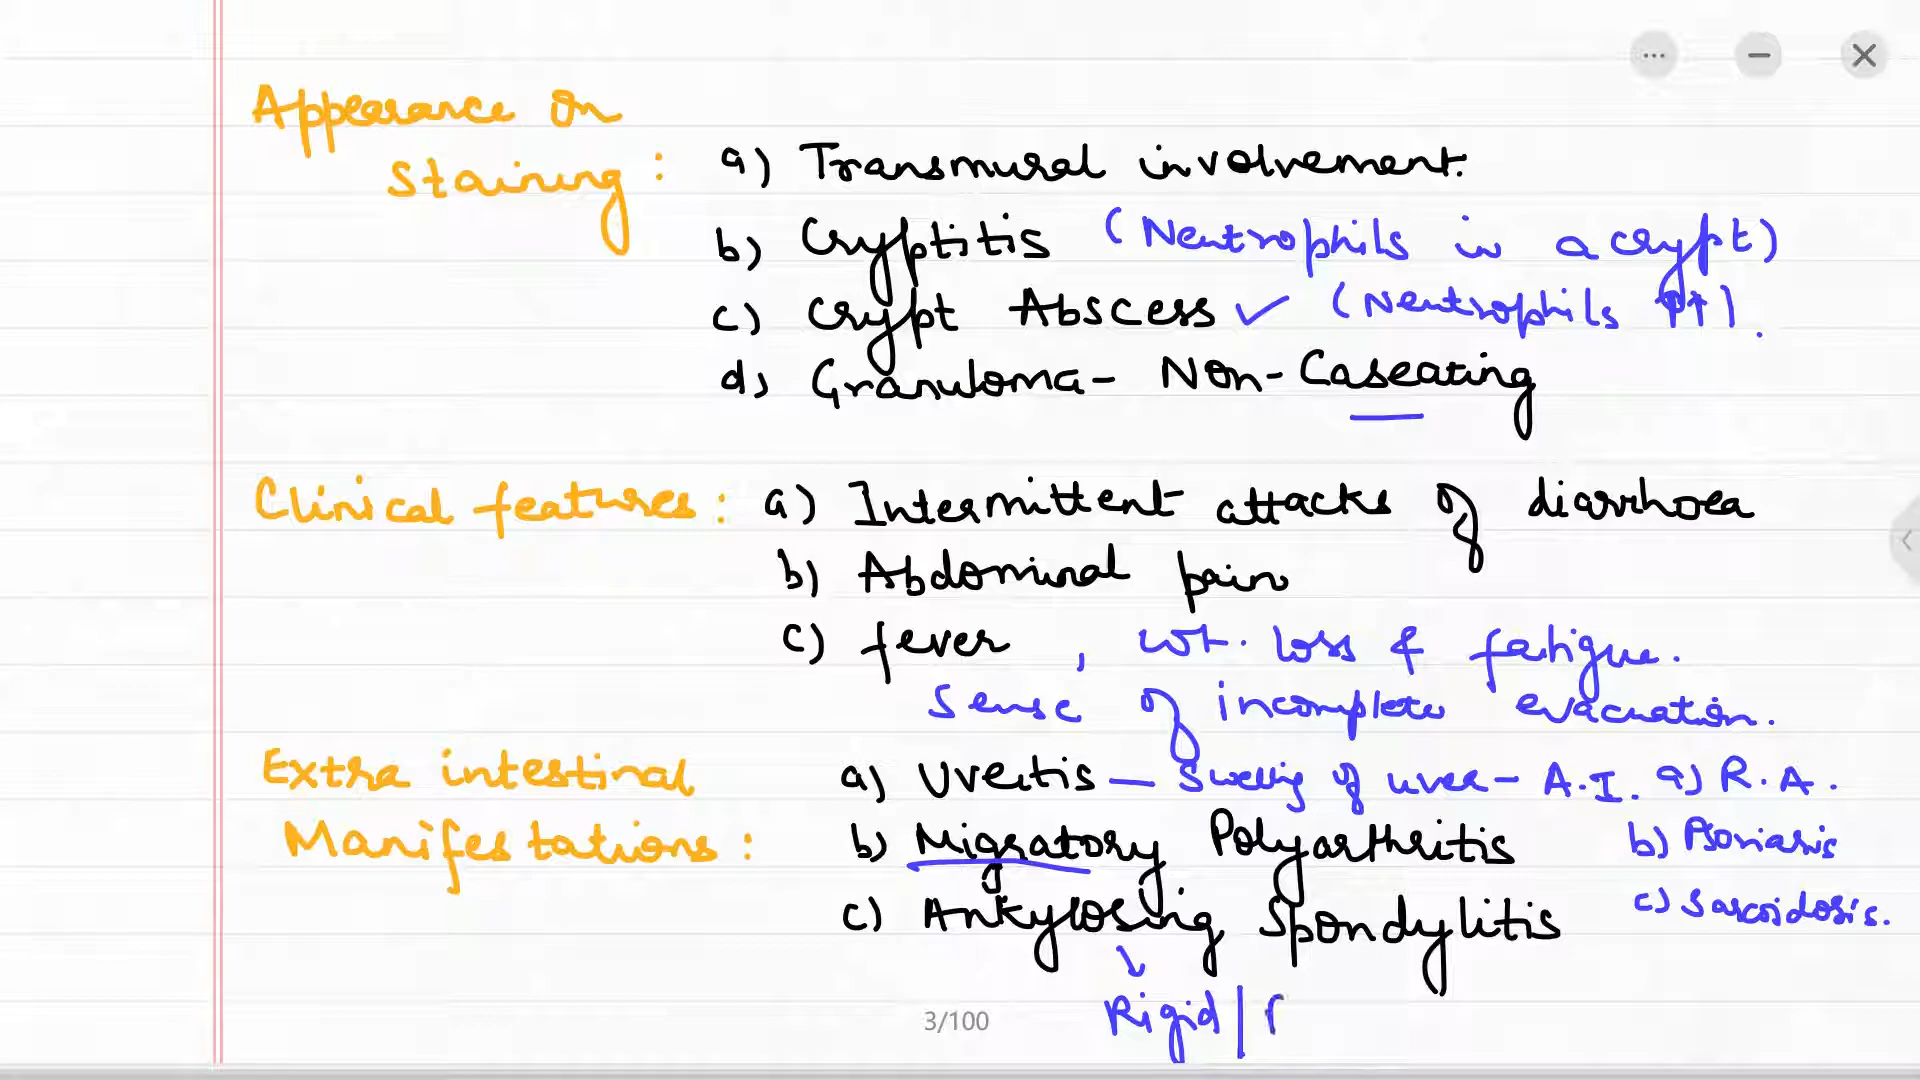 Appearance on
staining : a) Transmural involvement.
b) Cryptitis (Neutrophils in a crypt)
c) Crypt Abscess ✓ (Neutrophils ↑↑).
d) Granuloma - Non-Caseating
Clinical features : a) Intermittent attacks of diarrhoea
b) Abdominal pain
c) fever , wt. loss & fatigue.
Sense of incomplete evacuation.
Extra intestinal a) Uveitis — Swelling of uvea - A.I. a) R.A.
Manifestations : b) Migratory Polyarthritis b) Psoriasis
c) Ankylosing Spondylitis c) Sarcoidosis.
↓
Rigid |
3/100